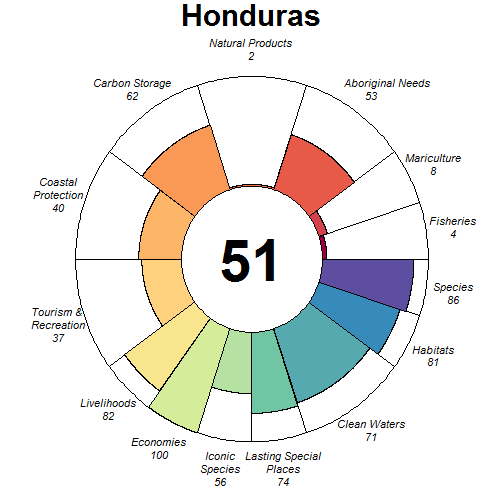 Honduras
Natural Products
2
Carbon Storage
62
Aboriginal Needs
53
Mariculture
8
Coastal
Protection
40
Fisheries
4
51
Species
86
Tourism &
Recreation
37
Habitats
81
Livelihoods
82
Clean Waters
71
Economies
100
Iconic
Species
56
Lasting Special
Places
74